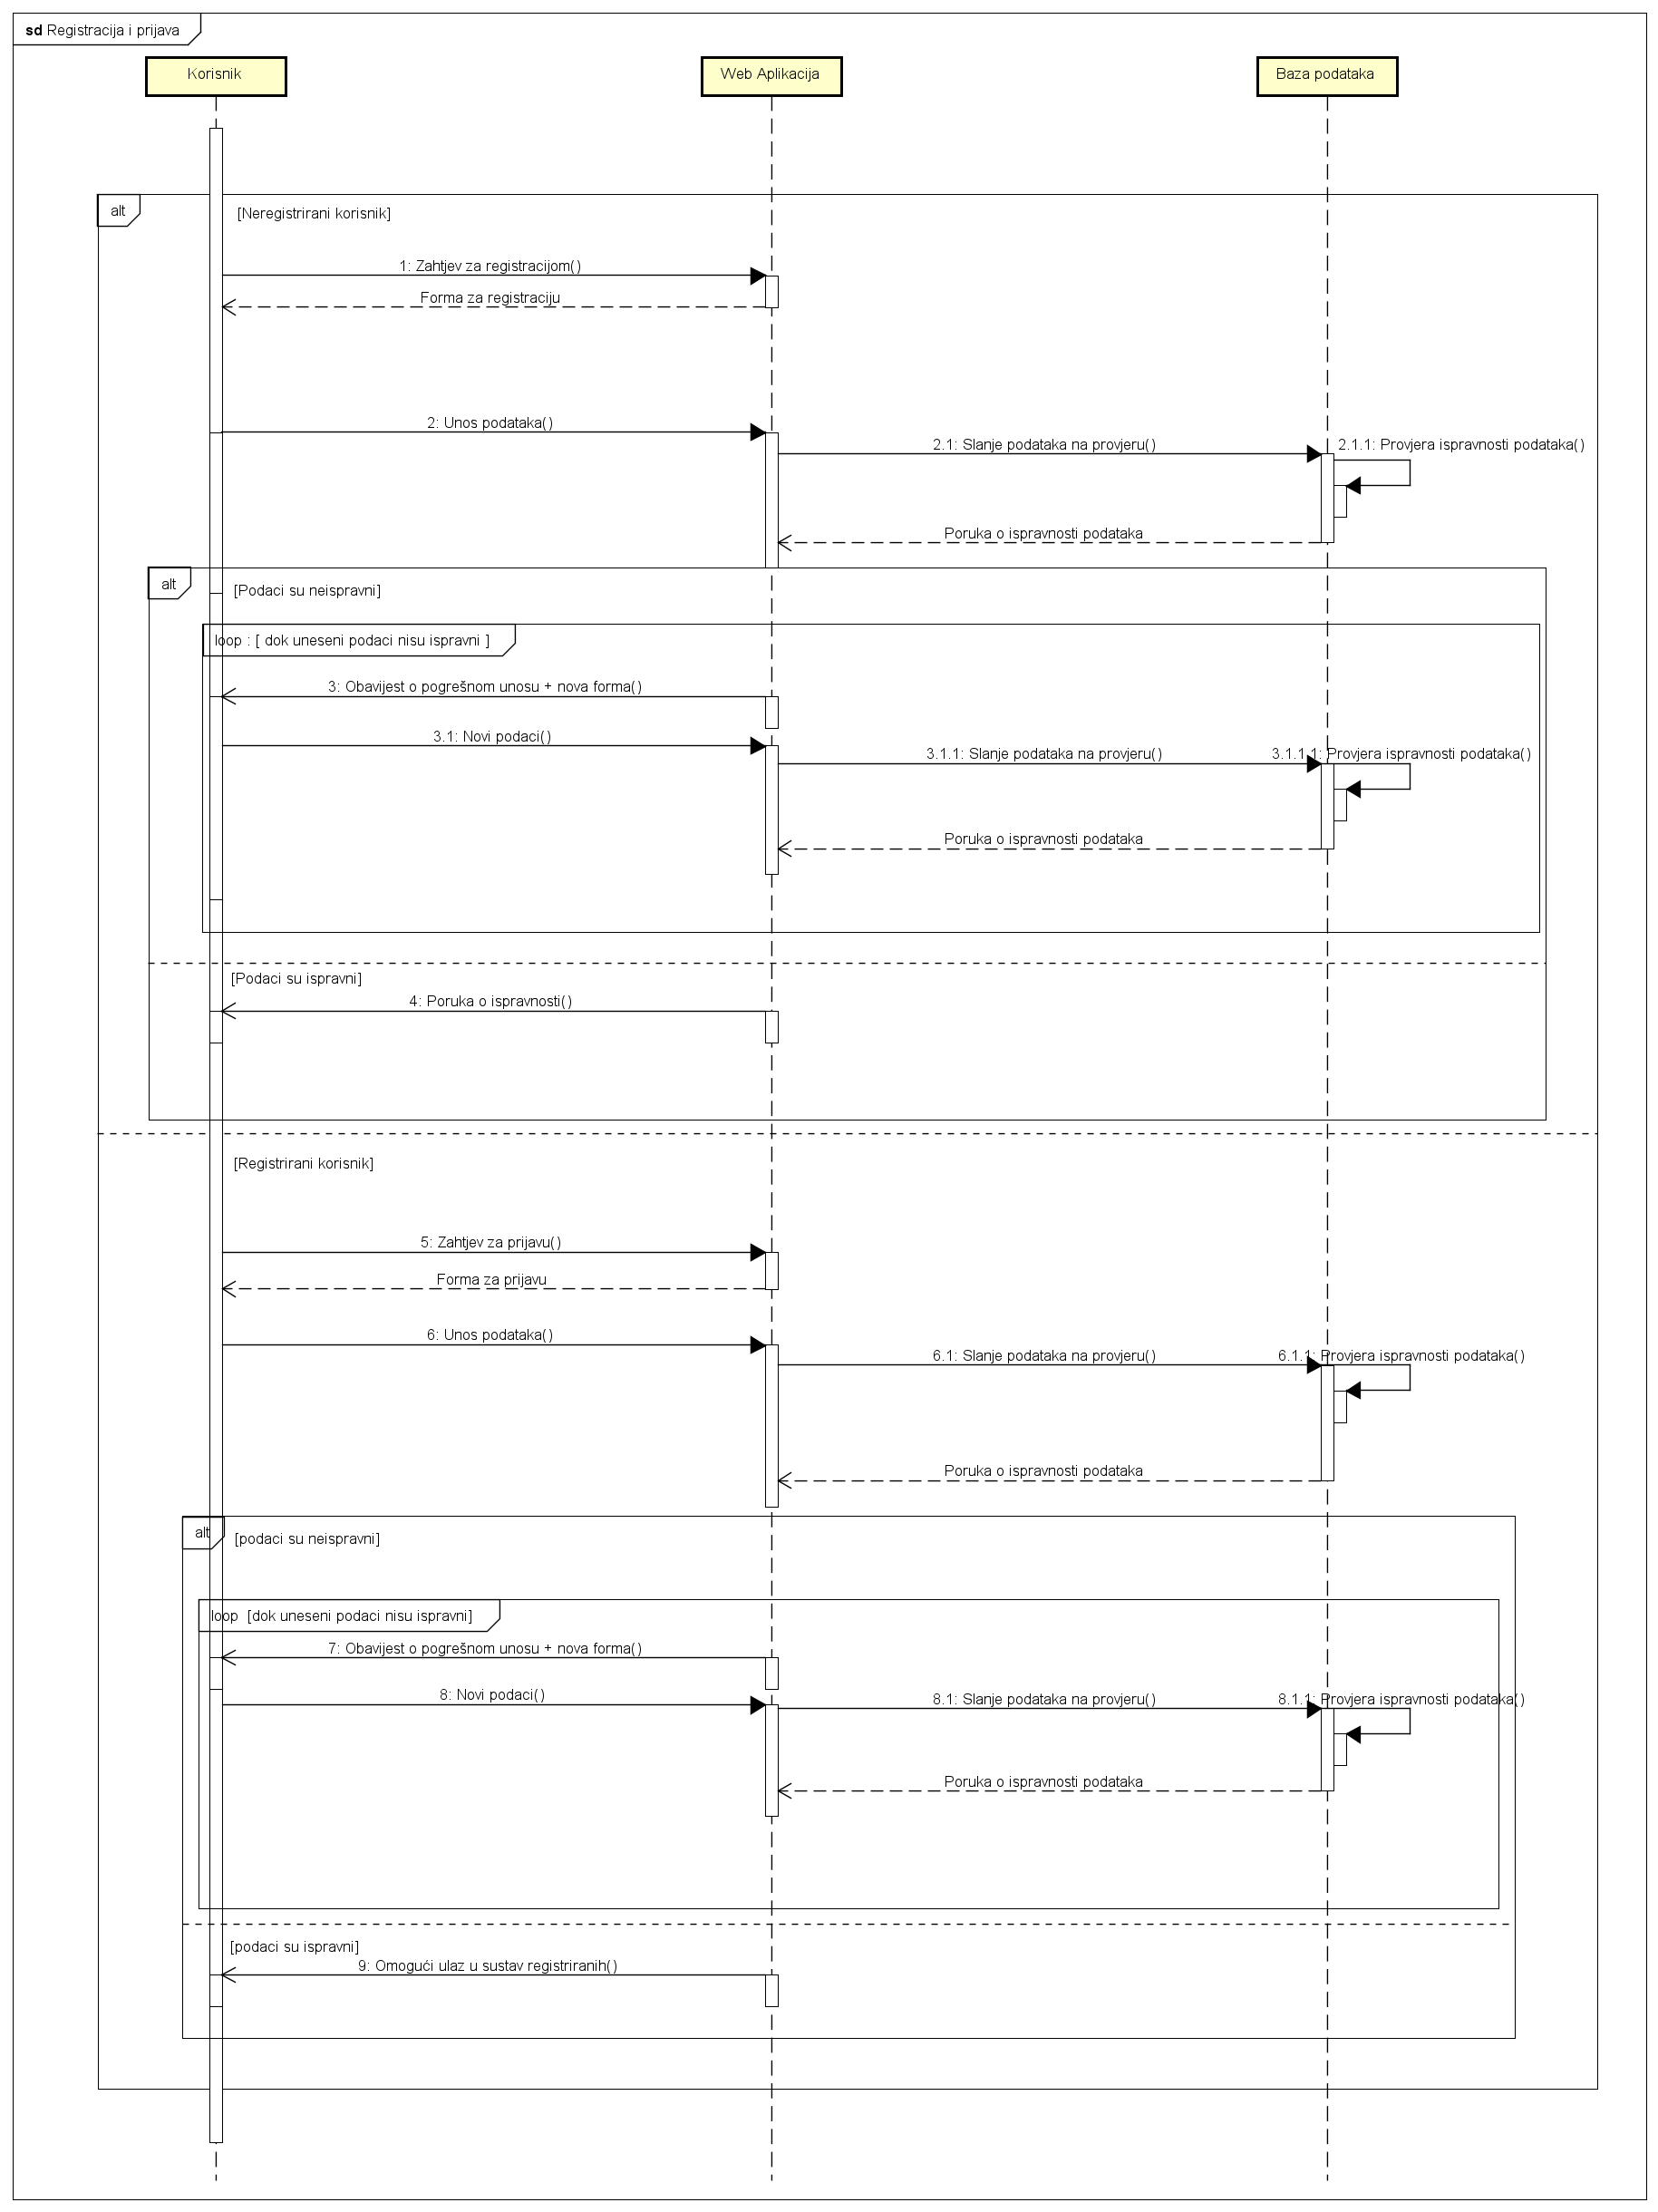 sd Registracija i prijava
Korisnik
Web Aplikacija
Baza podataka
alt
[Neregistrirani korisnik]
1: Zahtjev za registracijom()
Forma za registraciju
2: Unos podataka()
2.1: Slanje podataka na provjeru()
2.1.1: Provjera ispravnosti podataka()
Poruka o ispravnosti podataka
alt
[Podaci su neispravni]
loop : [ dok uneseni podaci nisu ispravni ]
3: Obavijest o pogrešnom unosu + nova forma()
3.1: Novi podaci()
3.1.1: Slanje podataka na provjeru()
3.1.1.1: Provjera ispravnosti podataka()
Poruka o ispravnosti podataka
[Podaci su ispravni]
4: Poruka o ispravnosti()
[Registrirani korisnik]
5: Zahtjev za prijavu()
Forma za prijavu
6: Unos podataka()
6.1: Slanje podataka na provjeru()
6.1.1: Provjera ispravnosti podataka()
Poruka o ispravnosti podataka
alt
[podaci su neispravni]
loop [dok uneseni podaci nisu ispravni]
7: Obavijest o pogrešnom unosu + nova forma()
8: Novi podaci()
8.1: Slanje podataka na provjeru()
8.1.1: Provjera ispravnosti podataka()
Poruka o ispravnosti podataka
[podaci su ispravni]
9: Omogući ulaz u sustav registriranih()